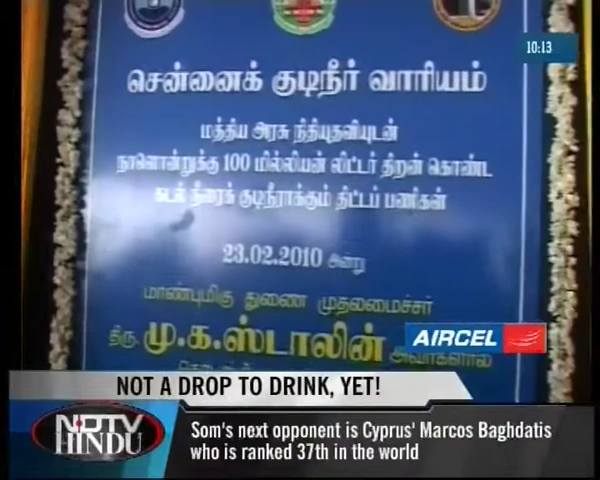 10:13
சென்னைக் குடிநீர் வாரியம்
மத்திய அரசு நிதியுதவியுடன்
நாளொன்றுக்கு 100 மில்லியன் லிட்டர் திறன் கொண்ட
கடல் நீரைக் குடிநீராக்கும் திட்டப் பணிகள்
23.02.2010 அன்று
மாண்புமிகு துணை முதலமைச்சர்
திரு. மு.க.ஸ்டாலின் அவர்களால்
AIRCEL
NOT A DROP TO DRINK, YET!
NDTV
HINDU
Som's next opponent is Cyprus' Marcos Baghdatis
who is ranked 37th in the world